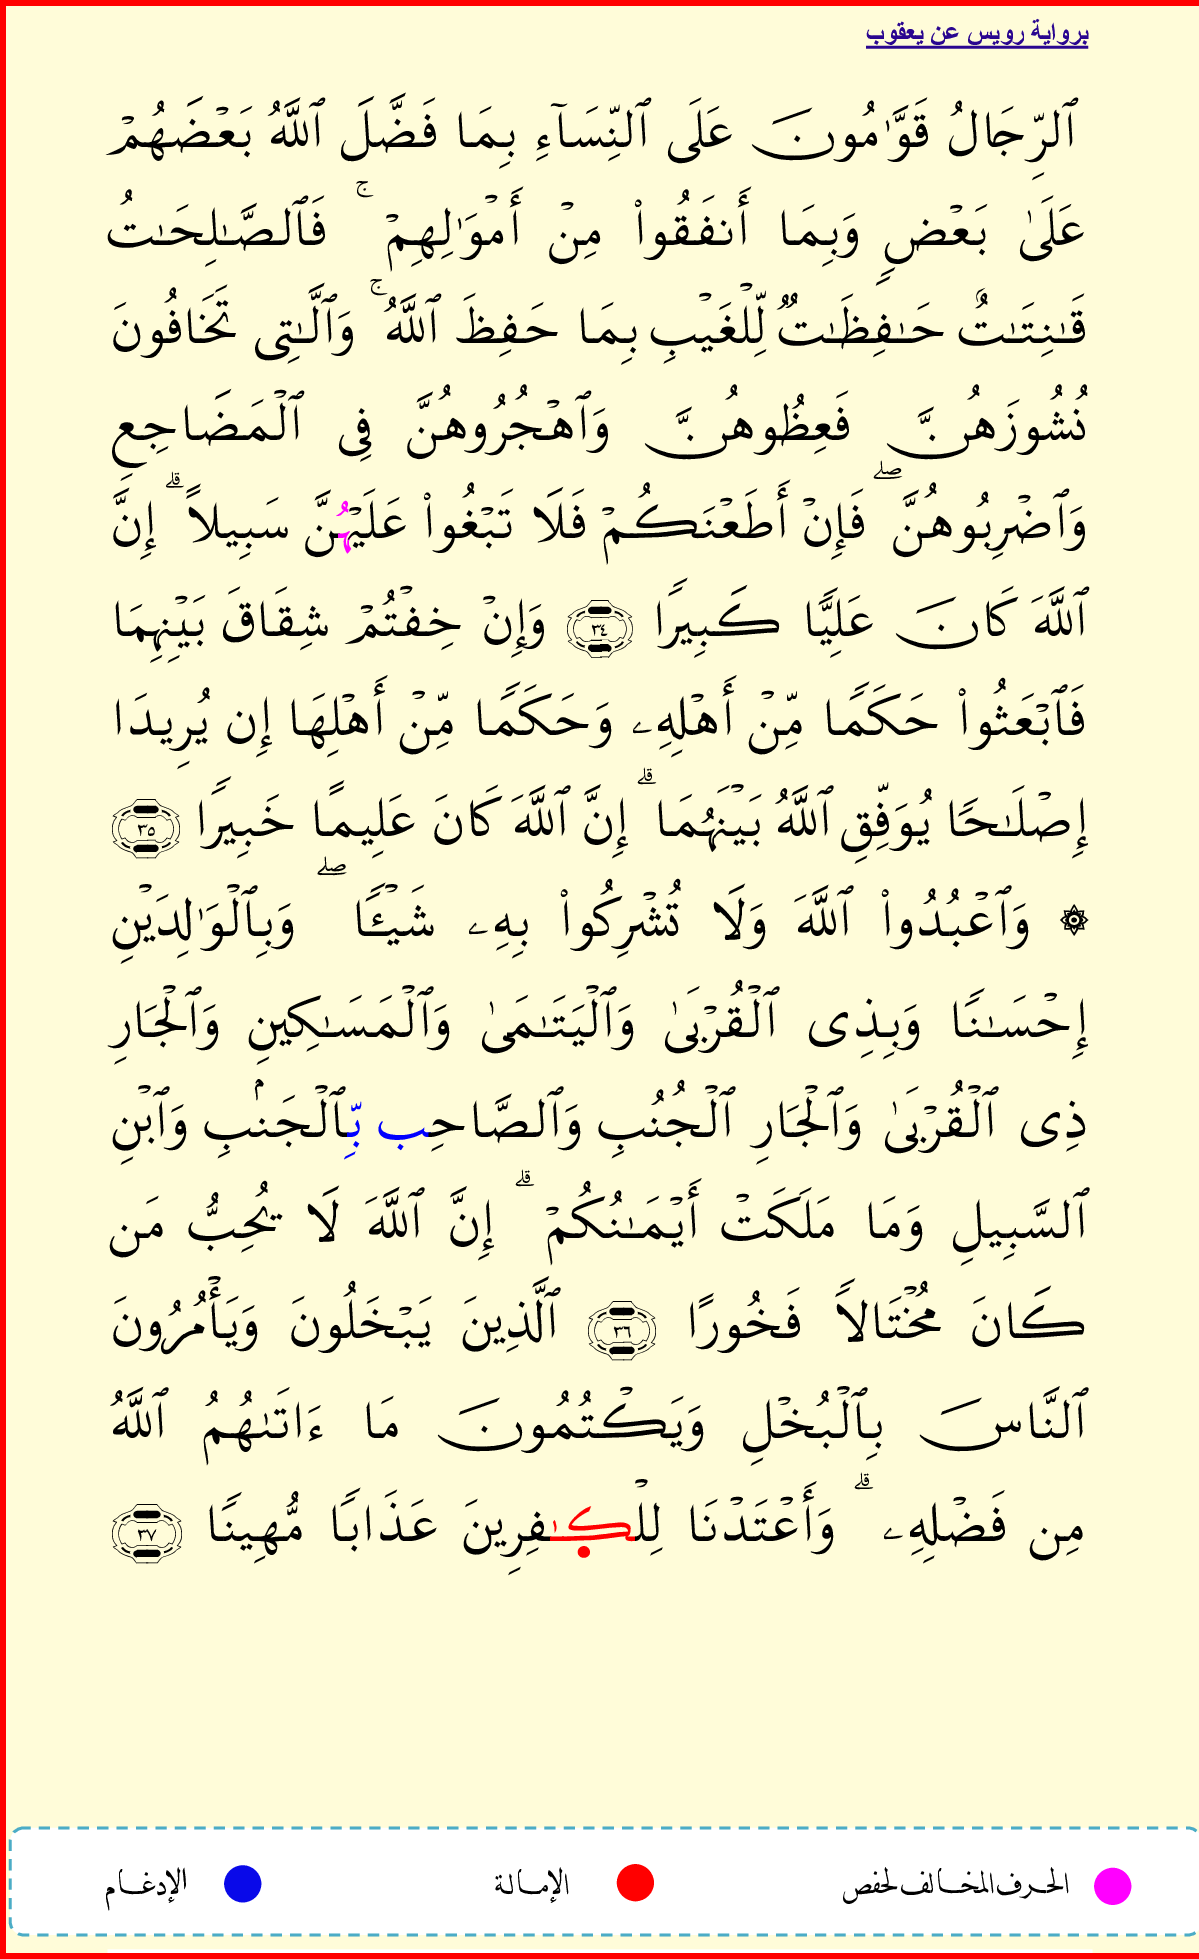 برواية رويس عن يعقوب
ٱلرِّجَالُ قَوَّٰمُونَ عَلَى ٱلنِّسَآءِ بِمَا فَضَّلَ ٱللَّهُ بَعْضَهُمْ
عَلَىٰ بَعْضٍ وَبِمَا أَنفَقُوا۟ مِنْ أَمْوَٰلِهِمْ ۚ فَٱلصَّـٰلِحَـٰتُ
قَـٰنِتَـٰتٌ حَـٰفِظَـٰتٌ لِّلْغَيْبِ بِمَا حَفِظَ ٱللَّهُ ۚ وَٱلَّـٰتِى تَخَافُونَ
نُشُوزَهُنَّ فَعِظُوهُنَّ وَٱهْجُرُوهُنَّ فِى ٱلْمَضَاجِعِ
وَٱضْرِبُوهُنَّ ۖ فَإِنْ أَطَعْنَكُمْ فَلَا تَبْغُوا۟ عَلَيْهُنَّ سَبِيلاً ۗ إِنَّ
ٱللَّهَ كَانَ عَلِيًّا كَبِيرًا ٣٤ وَإِنْ خِفْتُمْ شِقَاقَ بَيْنِهِمَا
فَٱبْعَثُوا۟ حَكَمًا مِّنْ أَهْلِهِۦ وَحَكَمًا مِّنْ أَهْلِهَا إِن يُرِيدَا
إِصْلَـٰحًا يُوَفِّقِ ٱللَّهُ بَيْنَهُمَا ۗ إِنَّ ٱللَّهَ كَانَ عَلِيمًا خَبِيرًا ٣٥
۞ وَٱعْبُدُوا۟ ٱللَّهَ وَلَا تُشْرِكُوا۟ بِهِۦ شَيْـًٔا ۖ وَبِٱلْوَٰلِدَيْنِ
إِحْسَـٰنًا وَبِذِى ٱلْقُرْبَىٰ وَٱلْيَتَـٰمَىٰ وَٱلْمَسَـٰكِينِ وَٱلْجَارِ
ذِى ٱلْقُرْبَىٰ وَٱلْجَارِ ٱلْجُنُبِ وَٱلصَّاحِب بِّٱلْجَنۢبِ وَٱبْنِ
ٱلسَّبِيلِ وَمَا مَلَكَتْ أَيْمَـٰنُكُمْ ۗ إِنَّ ٱللَّهَ لَا يُحِبُّ مَن
كَانَ مُخْتَالاً فَخُورًا ٣٦ ٱلَّذِينَ يَبْخَلُونَ وَيَأْمُرُونَ
ٱلنَّاسَ بِٱلْبُخْلِ وَيَكْتُمُونَ مَا ءَاتَىٰهُمُ ٱللَّهُ
مِن فَضْلِهِۦ ۗ وَأَعْتَدْنَا لِلْكَـٰفِرِينَ عَذَابًا مُّهِينًا ٣٧
الحرف المخالف لحفص الإمالة الإدغام